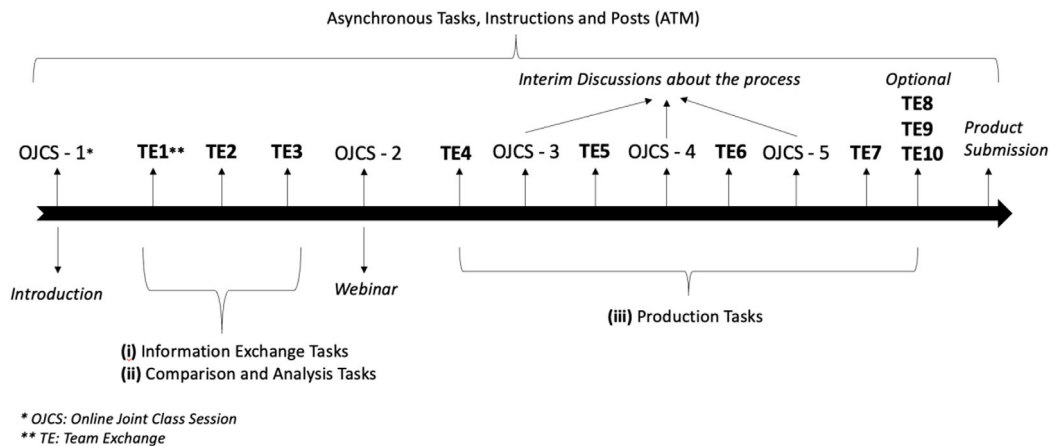 Asynchronous Tasks, Instructions and Posts (ATM)
Interim Discussions about the process
Optional
TE8
TE9
TE10
Product
Submission
OJCS - 1*
TE1**
TE2
TE3
OJCS - 2
TE4
OJCS - 3
TE5
OJCS - 4
TE6
OJCS - 5
TE7
Introduction
Webinar
(i) Information Exchange Tasks
(ii) Comparison and Analysis Tasks
(iii) Production Tasks
* OJCS: Online Joint Class Session
** TE: Team Exchange